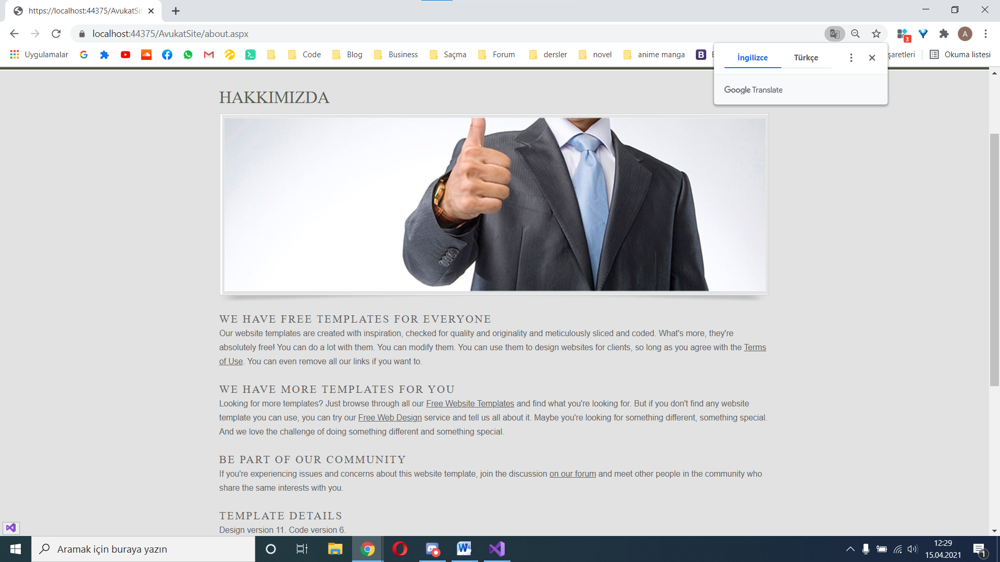 https://localhost:44375/AvukatSit
localhost:44375/AvukatSite/about.aspx
3
A
Uygulamalar
Code
Blog
Business
Saçma
Forum
dersler
novel
anime manga
B
şaretleri
Okuma listesi
İngilizce
Türkçe
Google Translate
HAKKIMIZDA
WE HAVE FREE TEMPLATES FOR EVERYONE
Our website templates are created with inspiration, checked for quality and originality and meticulously sliced and coded. What's more, they're
absolutely free! You can do a lot with them. You can modify them. You can use them to design websites for clients, so long as you agree with the Terms
of Use. You can even remove all our links if you want to.
WE HAVE MORE TEMPLATES FOR YOU
Looking for more templates? Just browse through all our Free Website Templates and find what you're looking for. But if you don't find any website
template you can use, you can try our Free Web Design service and tell us all about it. Maybe you're looking for something different, something special.
And we love the challenge of doing something different and something special.
BE PART OF OUR COMMUNITY
If you're experiencing issues and concerns about this website template, join the discussion on our forum and meet other people in the community who
share the same interests with you.
TEMPLATE DETAILS
Design version 11. Code version 6.
Aramak için buraya yazın
12:29
15.04.2021
1